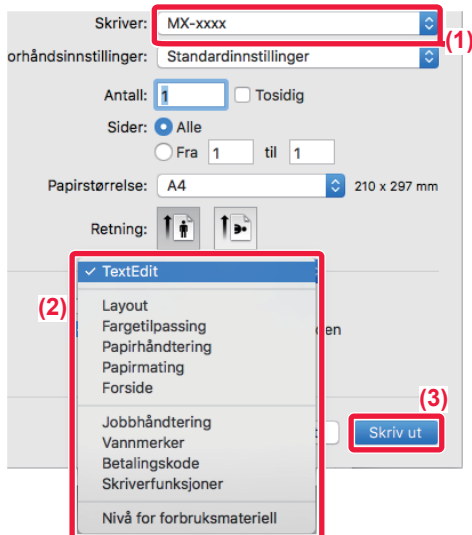 Skriver: MX-xxxx
(1)
orhåndsinnstillinger: Standardinnstillinger
Antall: 1 Tosidig
Sider: Alle
Fra 1 til 1
Papirstørrelse: A4 210 x 297 mm
Retning:
✓ TextEdit
(2)
Layout
Fargetilpassing
den
Papirhåndtering
Papirmating
Forside
(3)
Jobbhåndtering
Vannmerker
Skriv ut
Betalingskode
Skriverfunksjoner
Nivå for forbruksmateriell